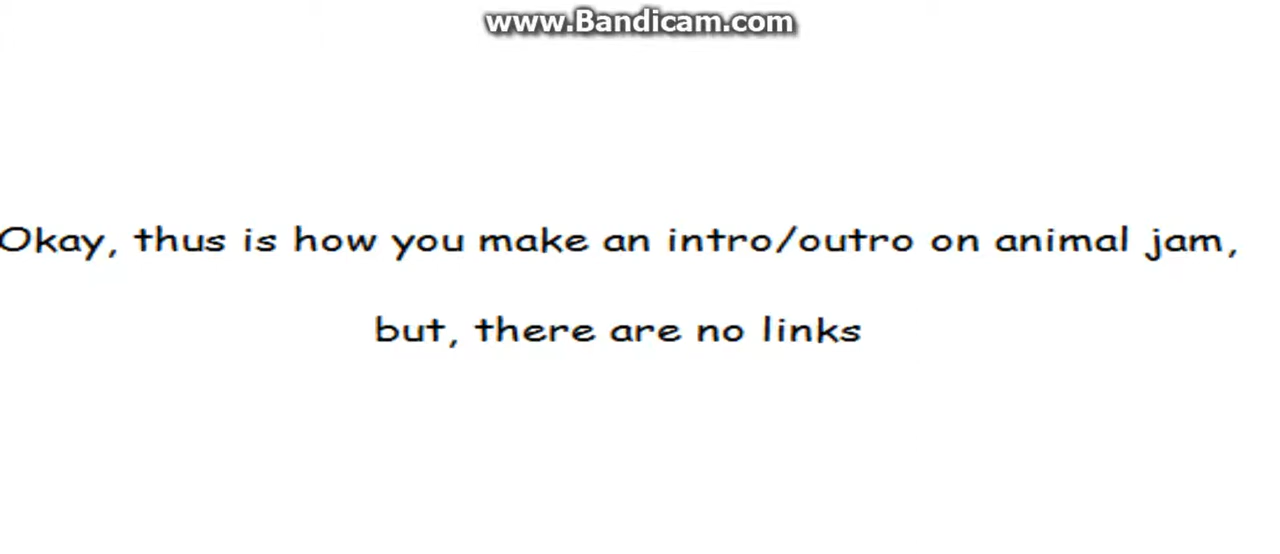 www.Bandicam.com
Okay, thus is how you make an intro/outro on animal jam,
but, there are no links